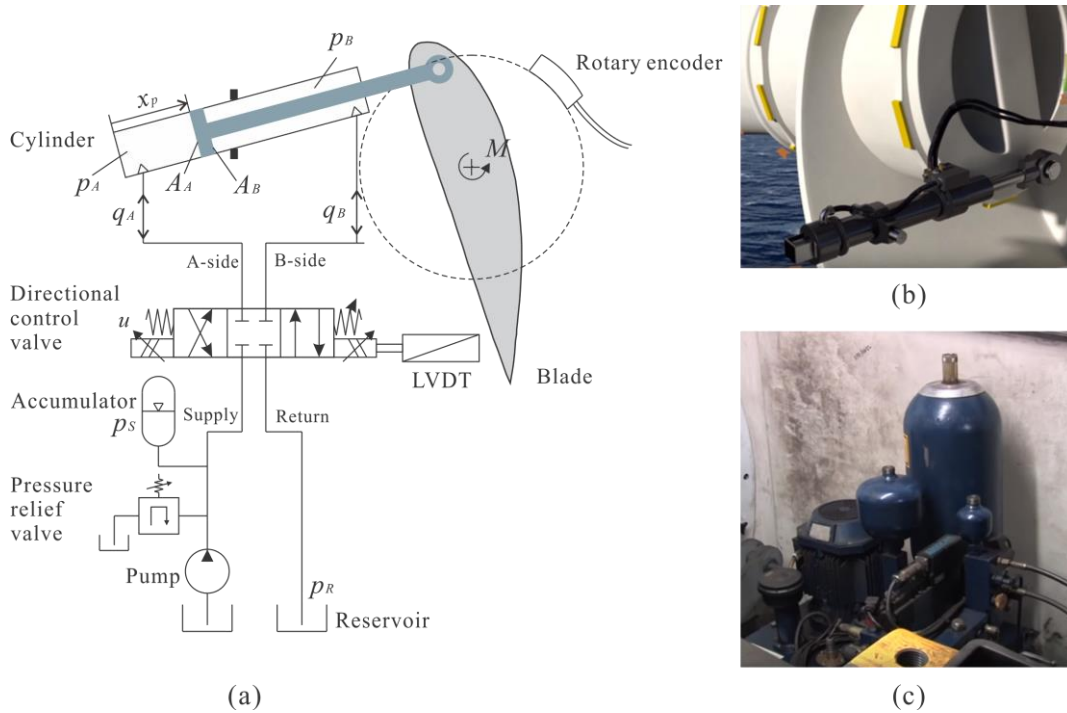 p_B
Rotary encoder
x_p
Cylinder
M
p_A
A_A
A_B
q_A
q_B
A-side
B-side
Directional
control
valve
u
LVDT
Blade
Accumulator
p_S
Supply
Return
Pressure
relief
valve
Pump
p_R
Reservoir
(a)
(b)
(c)